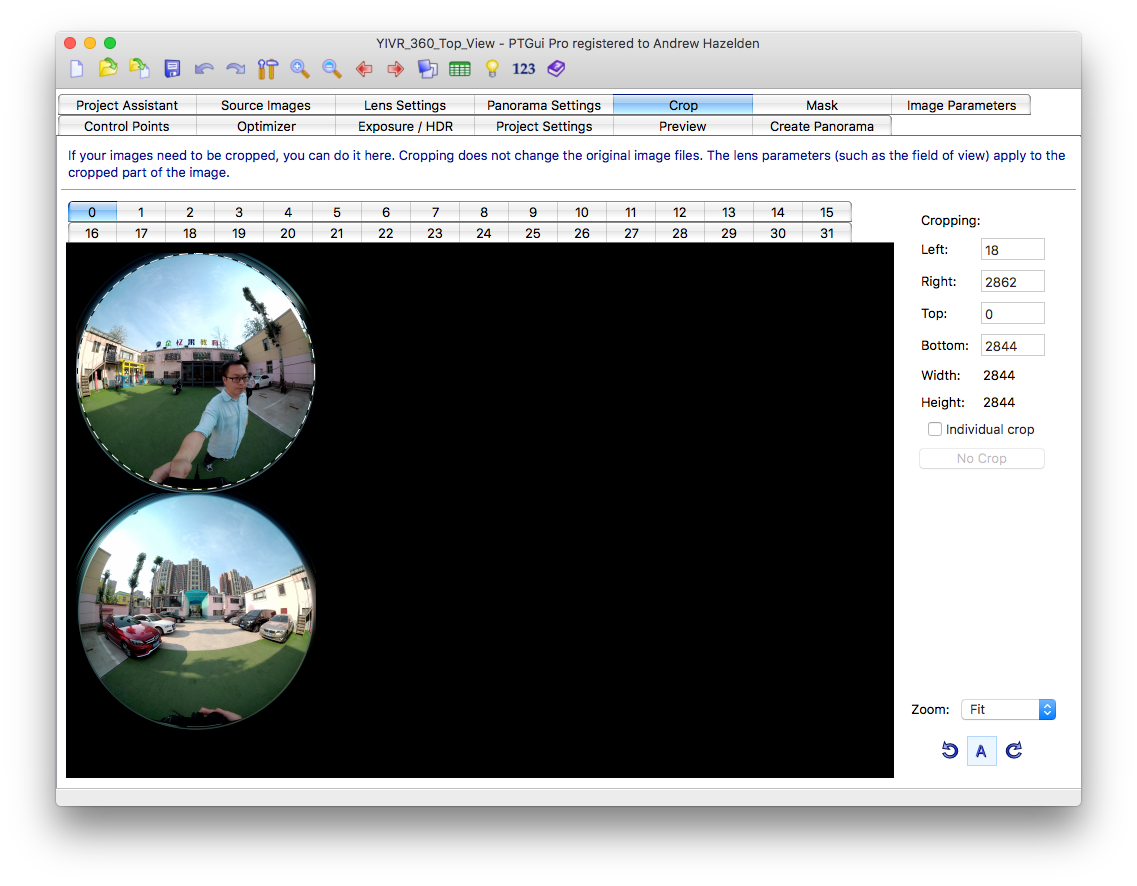 YIVR_360_Top_View - PTGui Pro registered to Andrew Hazelden
123
Project Assistant Source Images Lens Settings Panorama Settings Crop Mask Image Parameters
Control Points Optimizer Exposure / HDR Project Settings Preview Create Panorama
If your images need to be cropped, you can do it here. Cropping does not change the original image files. The lens parameters (such as the field of view) apply to the
cropped part of the image.
0 1 2 3 4 5 6 7 8 9 10 11 12 13 14 15
16 17 18 19 20 21 22 23 24 25 26 27 28 29 30 31
Cropping:
Left: 18
Right: 2862
Top: 0
Bottom: 2844
Width: 2844
Height: 2844
Individual crop
No Crop
Zoom: Fit
A